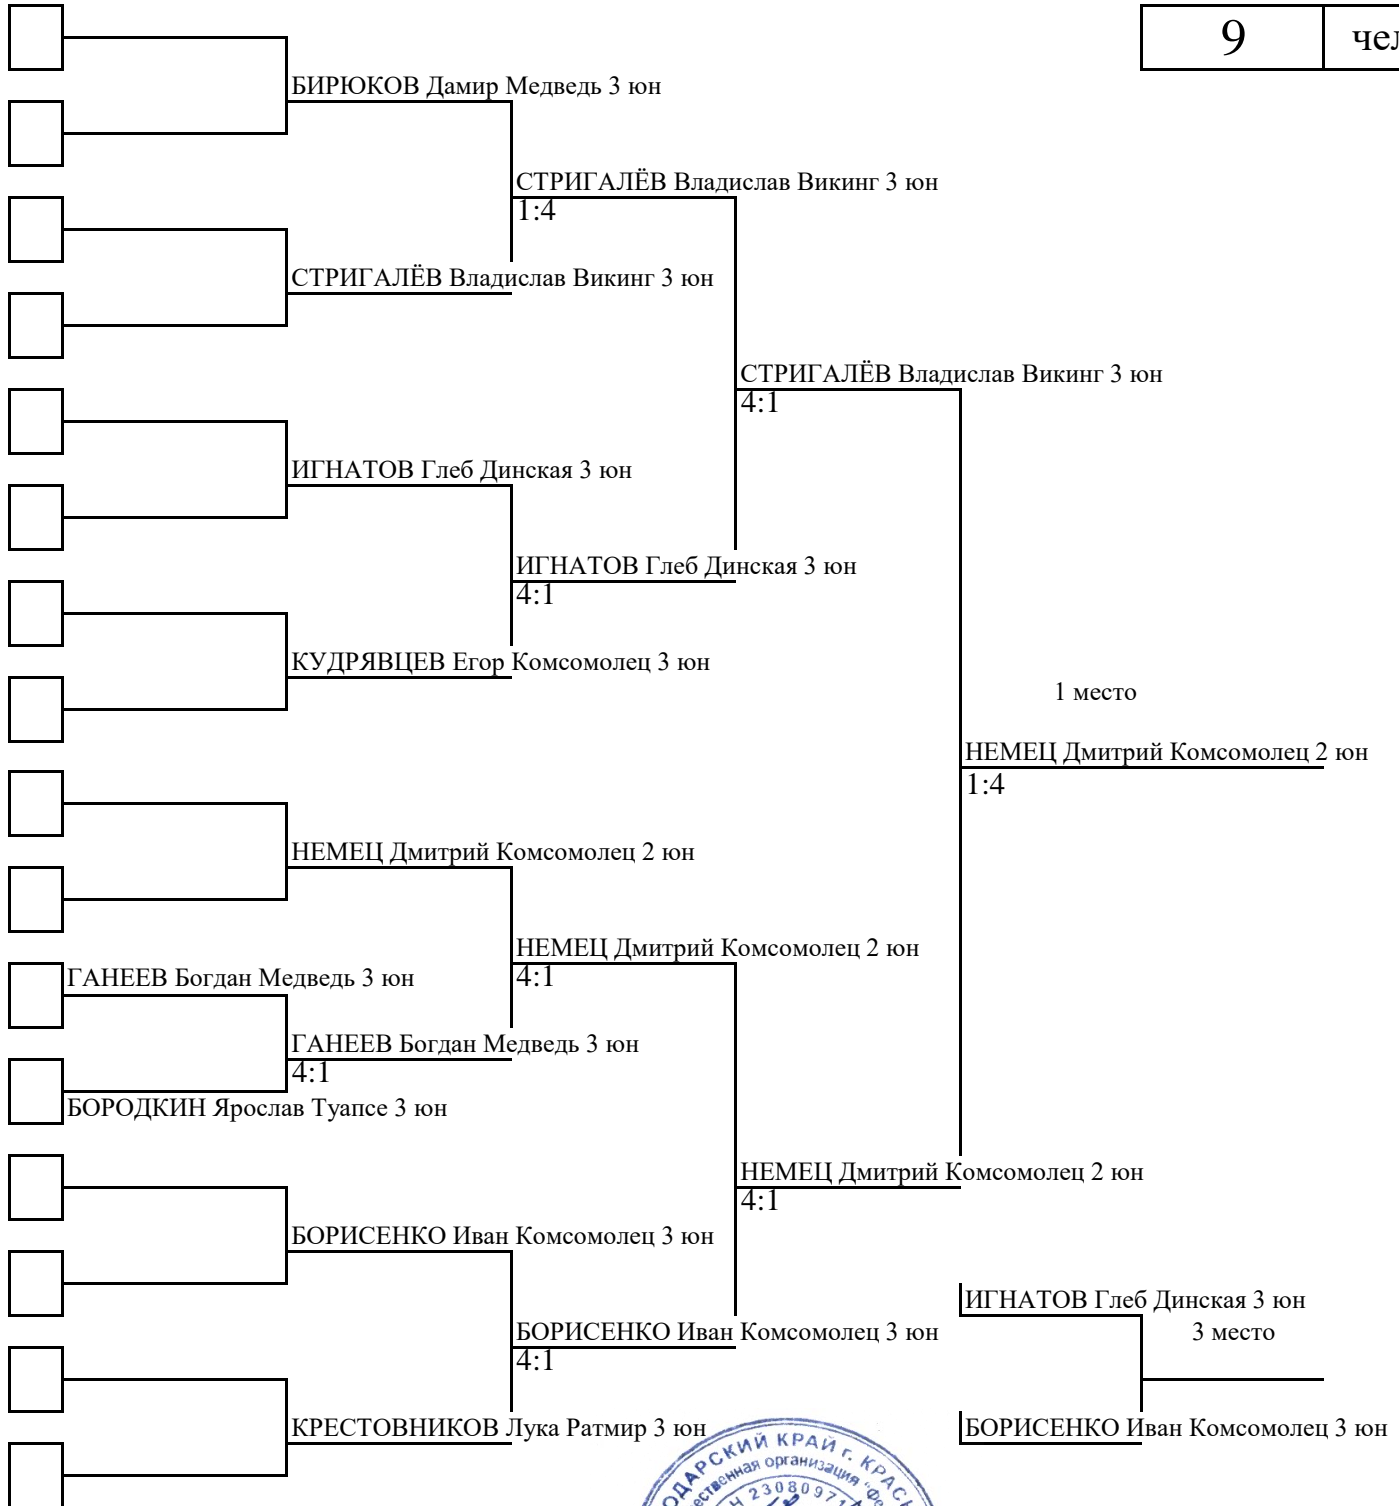 9
БИРЮКОВ Дамир Медведь 3 юн
СТРИГАЛЁВ Владислав Викинг 3 юн
1:4
СТРИГАЛЁВ Владислав Викинг 3 юн
СТРИГАЛЁВ Владислав Викинг 3 юн
4:1
ИГНАТОВ Глеб Динская 3 юн
ИГНАТОВ Глеб Динская 3 юн
4:1
КУДРЯВЦЕВ Егор Комсомолец 3 юн
1 место
НЕМЕЦ Дмитрий Комсомолец 2 юн
1:4
НЕМЕЦ Дмитрий Комсомолец 2 юн
НЕМЕЦ Дмитрий Комсомолец 2 юн
4:1
ГАНЕЕВ Богдан Медведь 3 юн
ГАНЕЕВ Богдан Медведь 3 юн
4:1
БОРОДКИН Ярослав Туапсе 3 юн
НЕМЕЦ Дмитрий Комсомолец 2 юн
4:1
БОРИСЕНКО Иван Комсомолец 3 юн
ИГНАТОВ Глеб Динская 3 юн
БОРИСЕНКО Иван Комсомолец 3 юн
3 место
4:1
КРЕСТОВНИКОВ Лука Ратмир 3 юн
БОРИСЕНКО Иван Комсомолец 3 юн
КРАЙ г.
организация